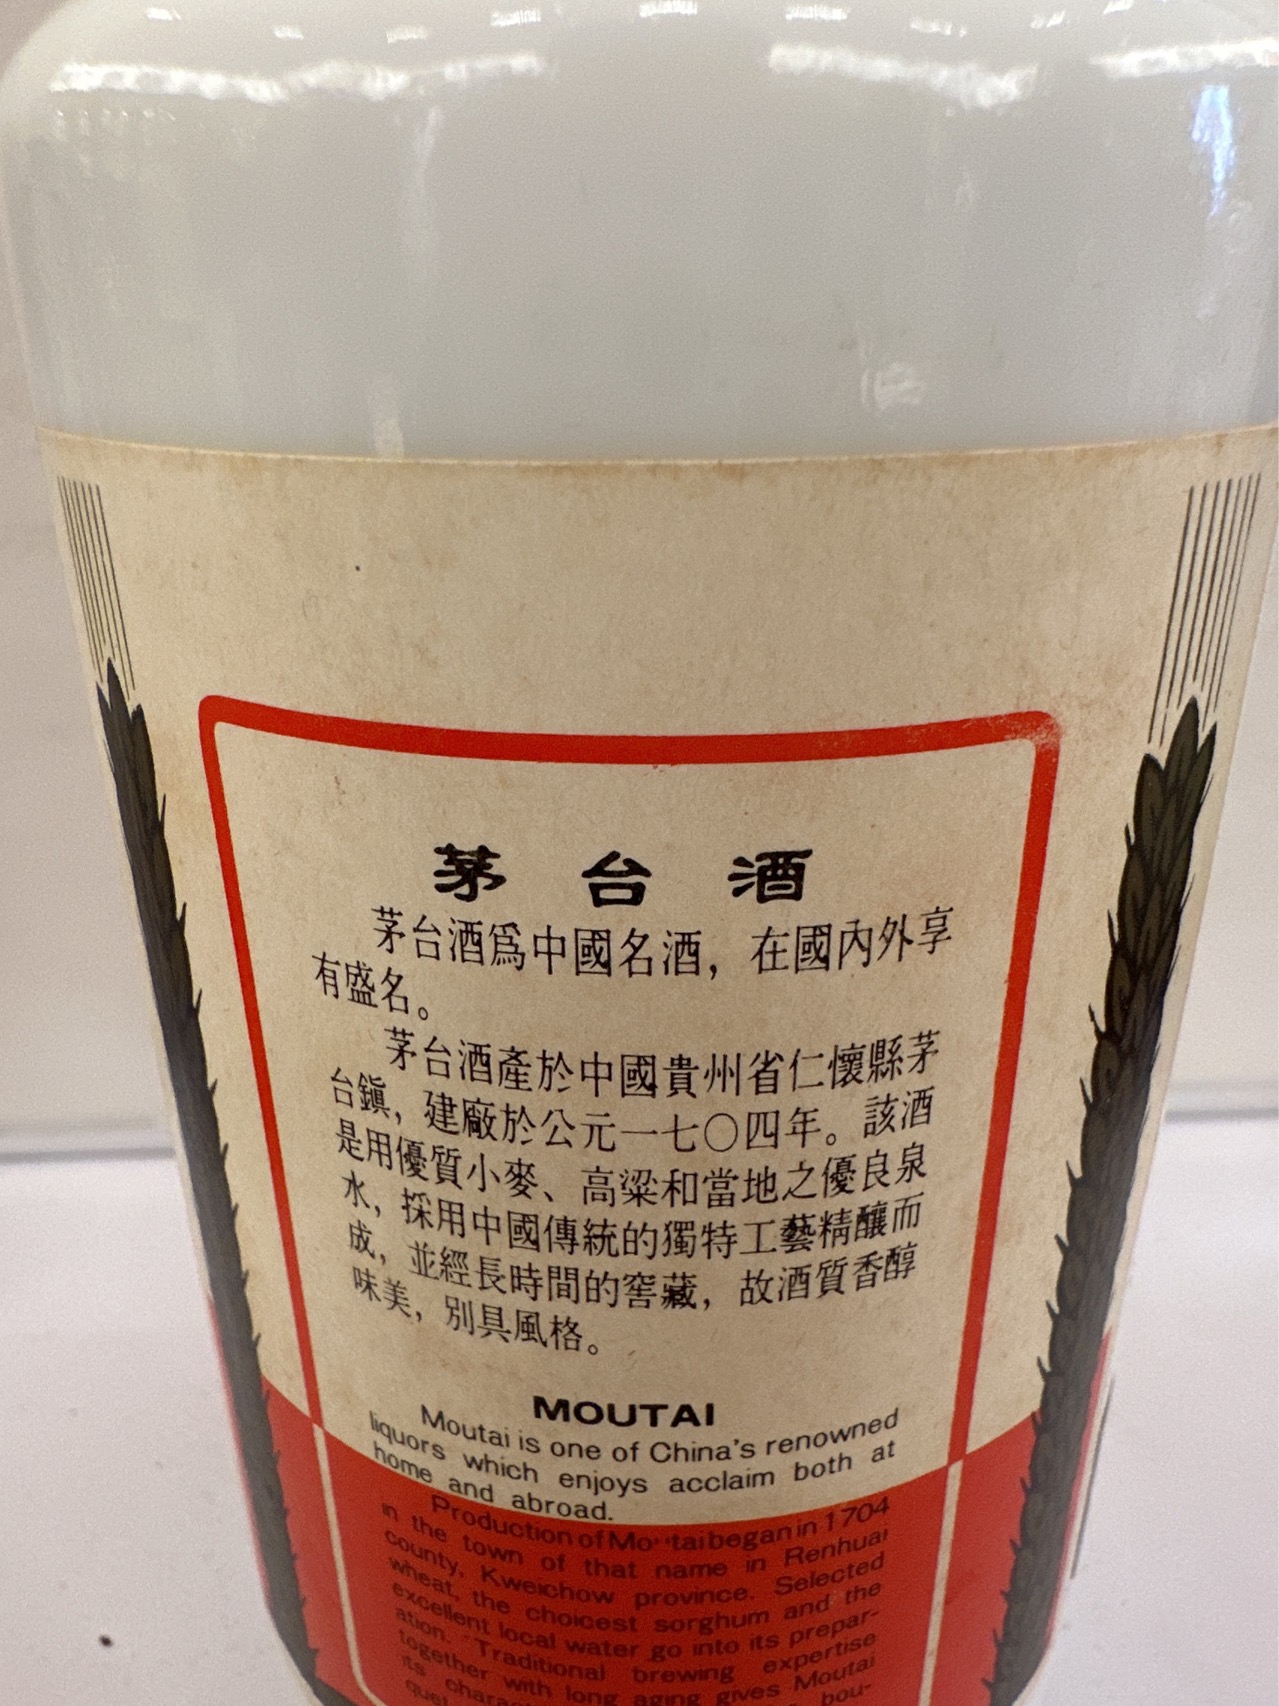 茅台酒
茅台酒爲中國名酒，在國內外享
有盛名。
茅台酒產於中國貴州省仁懷縣茅
台鎭，建廠於公元一七〇四年。該酒
是用優質小麥、高粱和當地之優良泉
水，採用中國傳統的獨特工藝精釀而
成，並經長時間的窖藏，故酒質香醇
味美，別具風格。
MOUTAI
Moutai is one of China's renowned
liquors which enjoys acclaim both at
home and abroad.
Production of Moutai began in 1704
in the town of that name in Renhuai
county, Kweichow province. Selected
wheat, the choicest sorghum and the
excellent local water go into its prepar-
ation. Traditional brewing expertise
together with long aging gives Moutai
its bou-